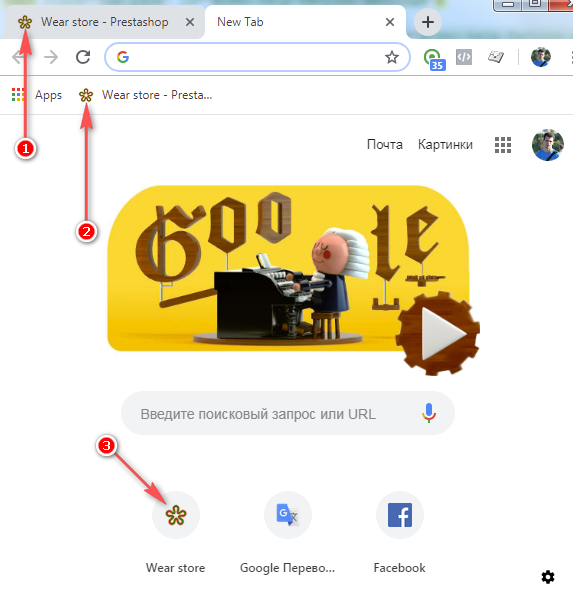 Wear store - Prestashop
New Tab
35
Apps
Wear store - Presta...
1
Почта
Картинки
2
Google
Введите поисковый запрос или URL
3
Wear store
Google Перево...
Facebook